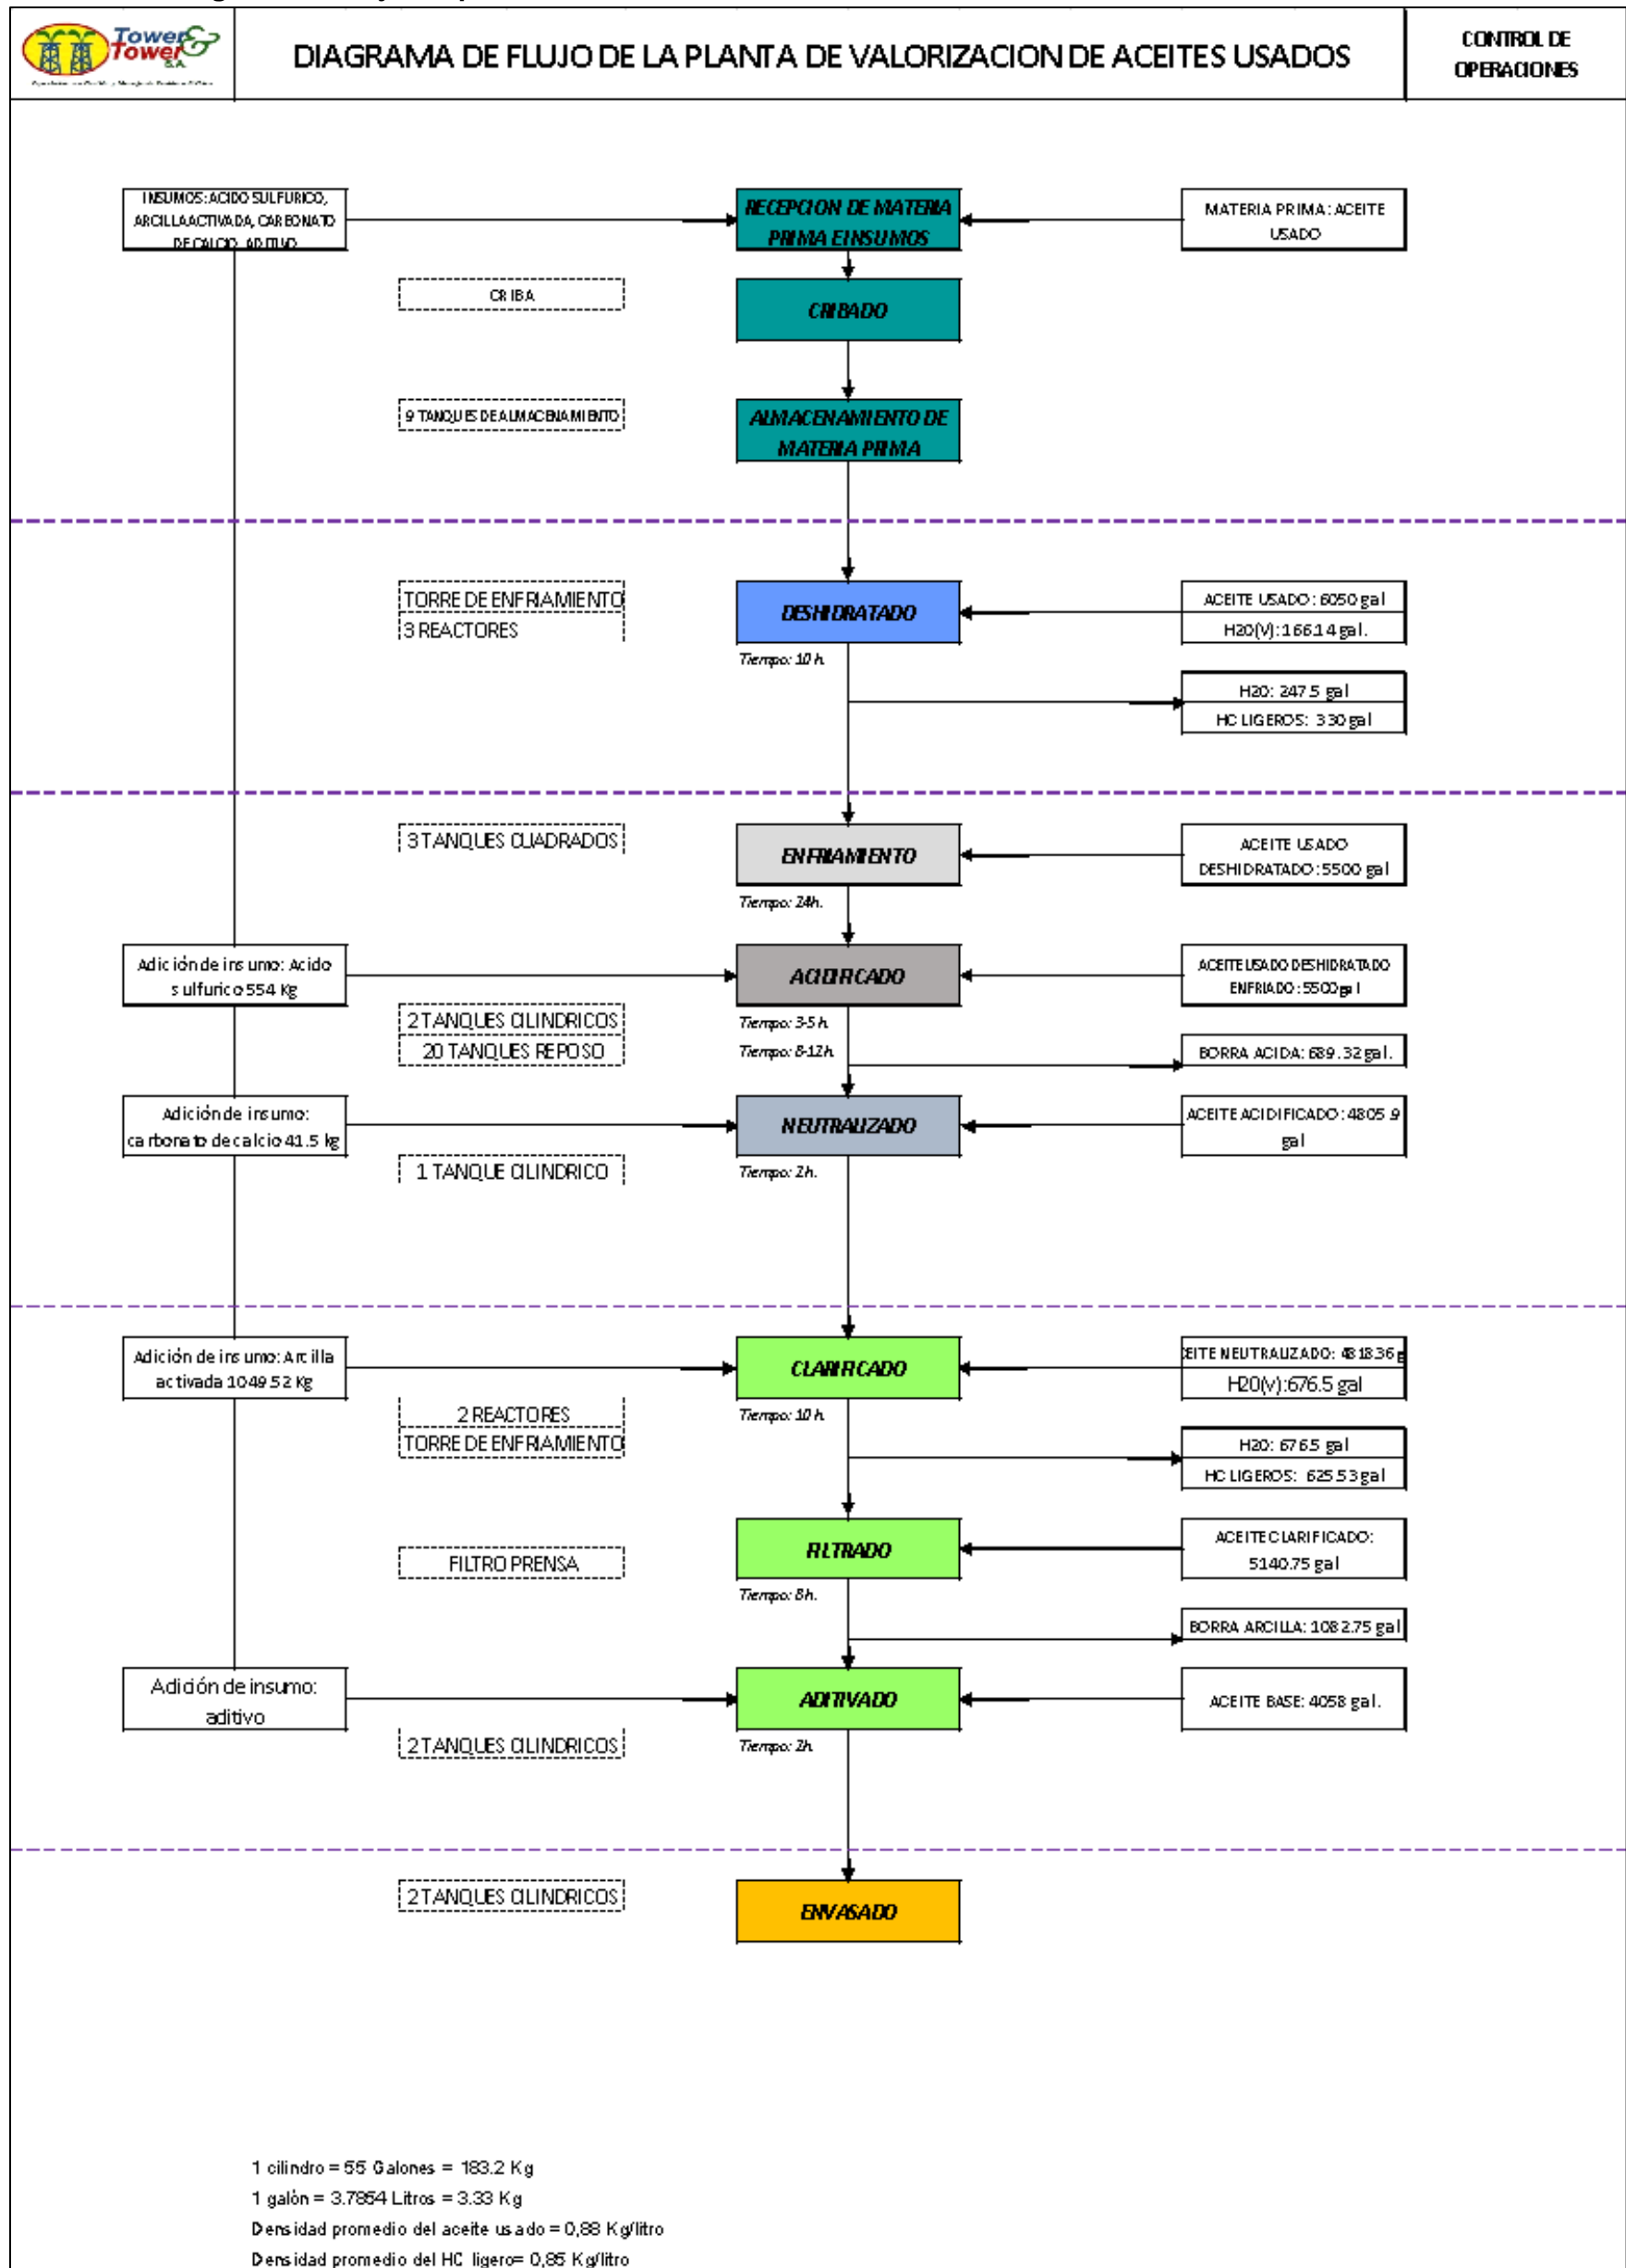 Tower &
Tower
S.A.
DIAGRAMA DE FLUJO DE LA PLANTA DE VALORIZACION DE ACEITES USADOS
CONTROL DE
OPERACIONES
INSUMOS: ACIDO SULFURICO,
ARCILLA ACTIVADA, CARBONATO
DE CALCIO, ADITIVO
RECEPCION DE MATERIA
PRIMA E INSUMOS
MATERIA PRIMA: ACEITE
USADO
CRIBA
CRIBADO
9 TANQUES DE ALMACENAMIENTO
ALMACENAMIENTO DE
MATERIA PRIMA
TORRE DE ENFRIAMIENTO
3 REACTORES
DESHIDRATADO
Tiempo: 10 h.
ACEITE USADO: 6050 gal
H20(V): 166.14 gal.
H20: 247.5 gal
HC LIGEROS: 330 gal
3 TANQUES CUADRADOS
ENFRIAMIENTO
Tiempo: 24h.
ACEITE USADO
DESHIDRATADO: 5500 gal
Adición de insumo: Acido
sulfurico 554 Kg
ACIDIFICADO
ACEITE USADO DESHIDRATADO
ENFRIADO: 5500 gal
2 TANQUES CILINDRICOS
20 TANQUES REPOSO
Tiempo: 3-5 h.
Tiempo: 8-12h.
BORRA ACIDA: 689.32 gal.
Adición de insumo:
carbonato de calcio 41.5 kg
NEUTRALIZADO
ACEITE ACIDIFICADO: 4805.9
gal
1 TANQUE CILINDRICO
Tiempo: 2h.
Adición de insumo: Arcilla
activada 1049.52 Kg
CLARIFICADO
CEITE NEUTRALIZADO: 4818.36 g
H20(v):676.5 gal
2 REACTORES
TORRE DE ENFRIAMIENTO
Tiempo: 10 h.
H20: 676.5 gal
HC LIGEROS: 625.53 gal
FILTRO PRENSA
FILTRADO
Tiempo: 8h.
ACEITE CLARIFICADO:
5140.75 gal
BORRA ARCILLA: 1082.75 gal
Adición de insumo:
aditivo
ADITIVADO
ACEITE BASE: 4058 gal.
2 TANQUES CILINDRICOS
Tiempo: 2h.
2 TANQUES CILINDRICOS
ENVASADO
1 cilindro = 55 Galones = 183.2 Kg
1 galón = 3.7854 Litros = 3.33 Kg
Densidad promedio del aceite usado = 0,88 Kg/litro
Densidad promedio del HC ligero= 0,85 Kg/litro